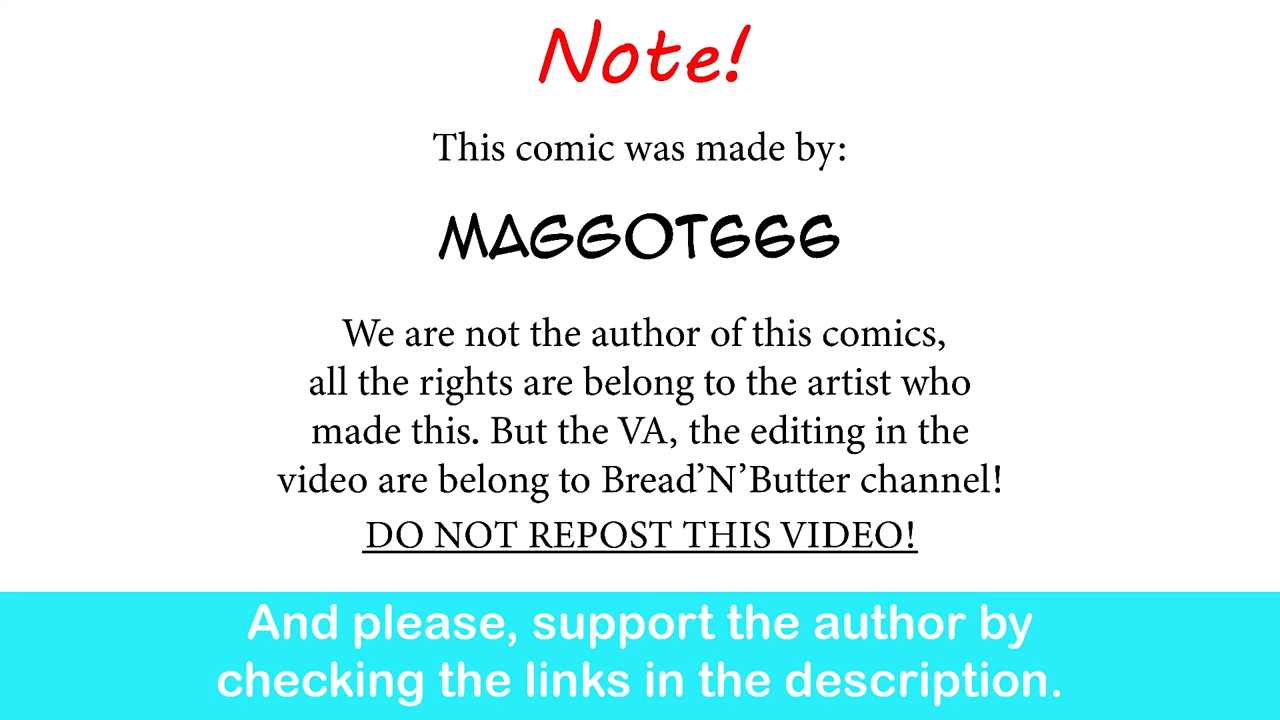 Note!
This comic was made by:
MAGGOT666
We are not the author of this comics,
all the rights are belong to the artist who
made this. But the VA, the editing in the
video are belong to Bread’N’Butter channel!
DO NOT REPOST THIS VIDEO!
And please, support the author by
checking the links in the description.